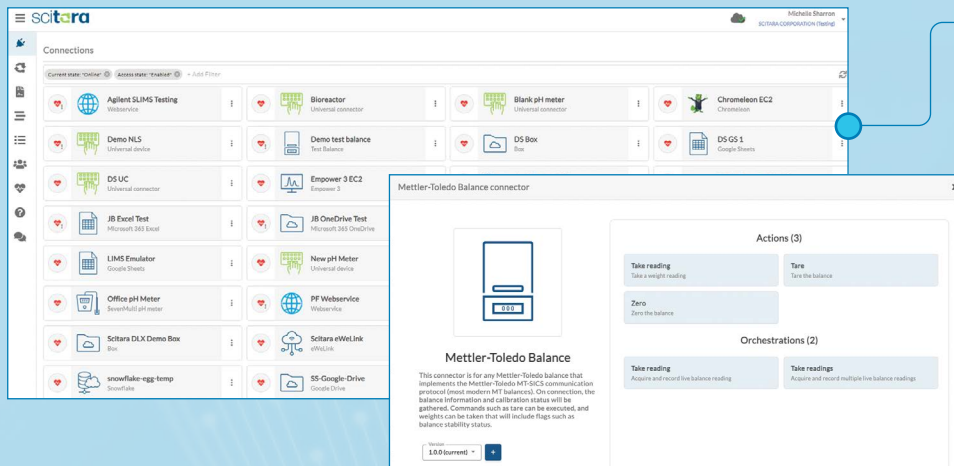 scitara
Michelle Sharron
SCITARA CORPORATION (Testing)
Connections
Current state: "Online" Access state: "Enabled" + Add Filter
Agilent SLIMS Testing
Webservice
Bioreactor
Universal connector
Blank pH meter
Universal connector
Chromeleon EC2
Chromeleon
Demo NLS
Universal device
Demo test balance
Test Balance
DS Box
Box
DS GS 1
Google Sheets
DS UC
Universal connector
Empower 3 EC2
Empower 3
JB Excel Test
Microsoft 365 Excel
JB OneDrive Test
Microsoft 365 OneDrive
LIMS Emulator
Google Sheets
New pH Meter
Universal device
Office pH Meter
SevenMulti pH meter
PF Webservice
Webservice
Scitara DLX Demo Box
Box
Scitara eWeLink
eWeLink
snowflake-egg-temp
Snowflake
SS-Google-Drive
Google Drive
Mettler-Toledo Balance connector
000
Mettler-Toledo Balance
This connector is for any Mettler-Toledo balance that
implements the Mettler-Toledo MT-SICS communication
protocol (most modern MT balances). On connection, the
balance information and calibration status will be
gathered. Commands such as tare can be executed, and
weights can be taken that will include flags such as
balance stability status.
Version
1.0.0 (current)
+
Actions (3)
Take reading
Take a weight reading
Tare
Tare the balance
Zero
Zero the balance
Orchestrations (2)
Take reading
Acquire and record live balance reading
Take readings
Acquire and record multiple live balance readings